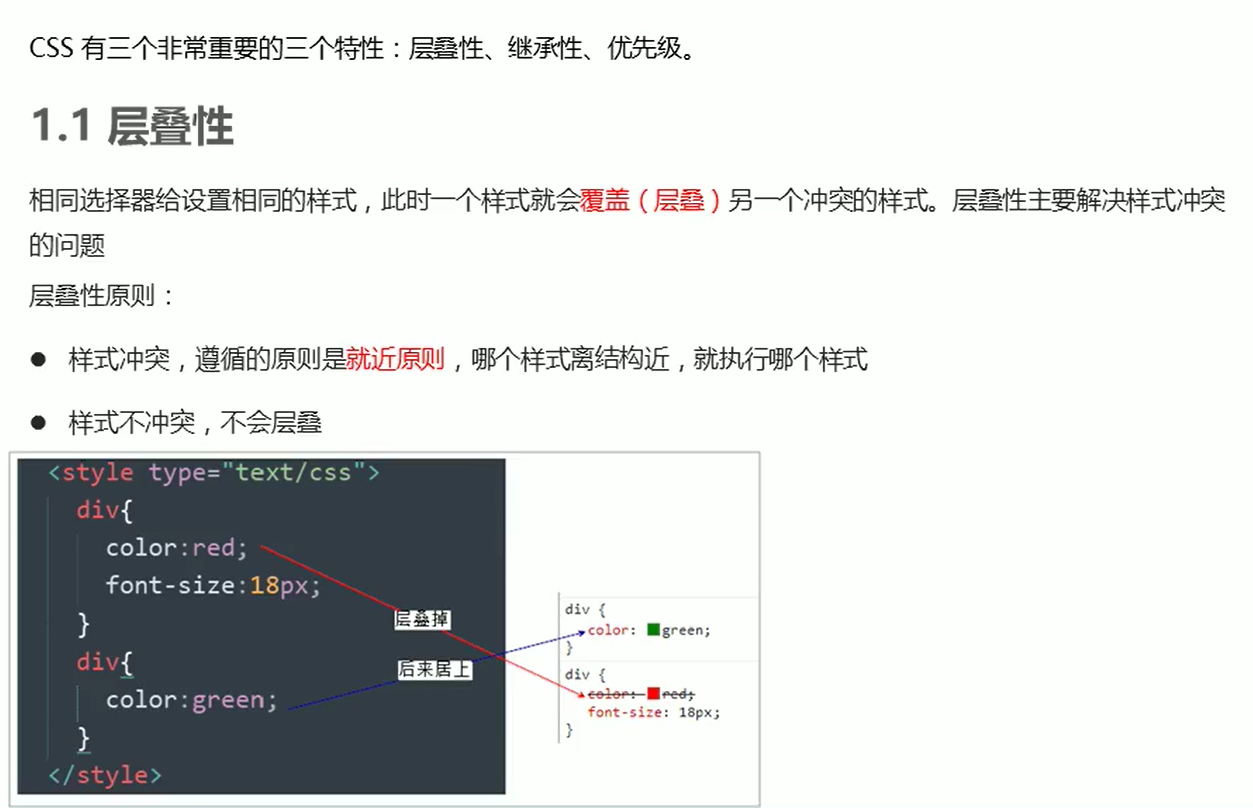 CSS 有三个非常重要的三个特性：层叠性、继承性、优先级。
1.1 层叠性
相同选择器给设置相同的样式，此时一个样式就会覆盖（层叠）另一个冲突的样式。层叠性主要解决样式冲突
的问题
层叠性原则：
● 样式冲突，遵循的原则是就近原则，哪个样式离结构近，就执行哪个样式
● 样式不冲突，不会层叠
<style type="text/css">
div{
color:red;
font-size:18px;
}
div{
color:green;
}
</style>
层叠掉
后来居上
div {
color: green;
}
div {
color: red;
font-size: 18px;
}